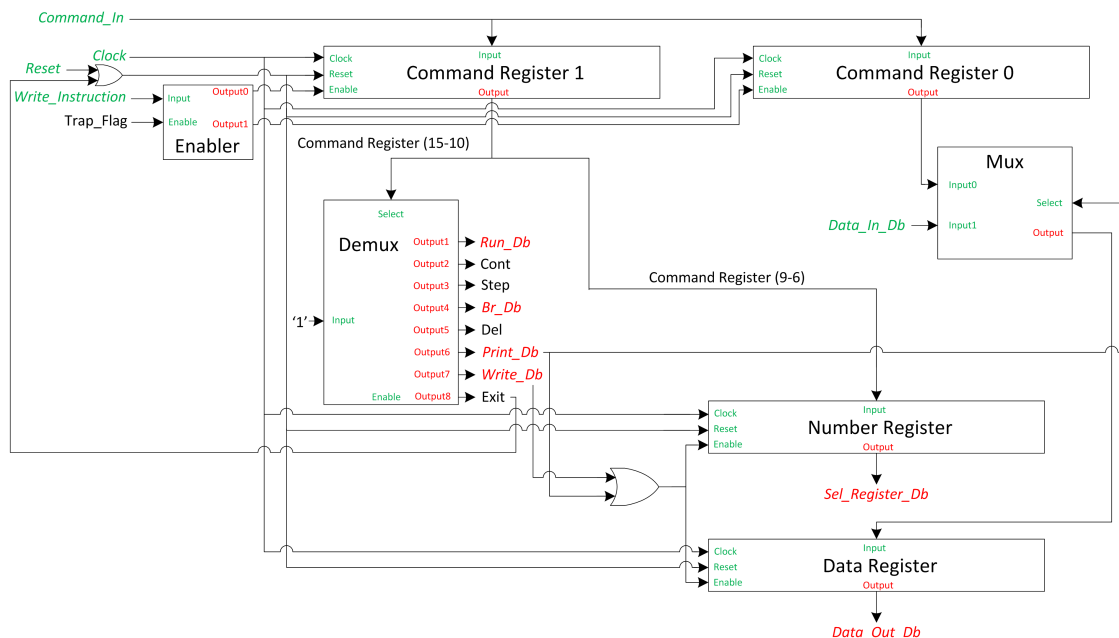 Command_In
Clock
Reset
Write_Instruction
Trap_Flag
Input
Enable
Output0
Output1
Enabler
Input
Clock
Reset
Enable
Command Register 1
Output
Input
Clock
Reset
Enable
Command Register 0
Output
Command Register (15-10)
Mux
Input0
Input1
Select
Output
Data_In_Db
Select
Demux
Input
Enable
'1'
Output1
Output2
Output3
Output4
Output5
Output6
Output7
Output8
Run_Db
Cont
Step
Br_Db
Del
Print_Db
Write_Db
Exit
Command Register (9-6)
Input
Clock
Reset
Enable
Number Register
Output
Sel_Register_Db
Input
Clock
Reset
Enable
Data Register
Output
Data_Out_Db